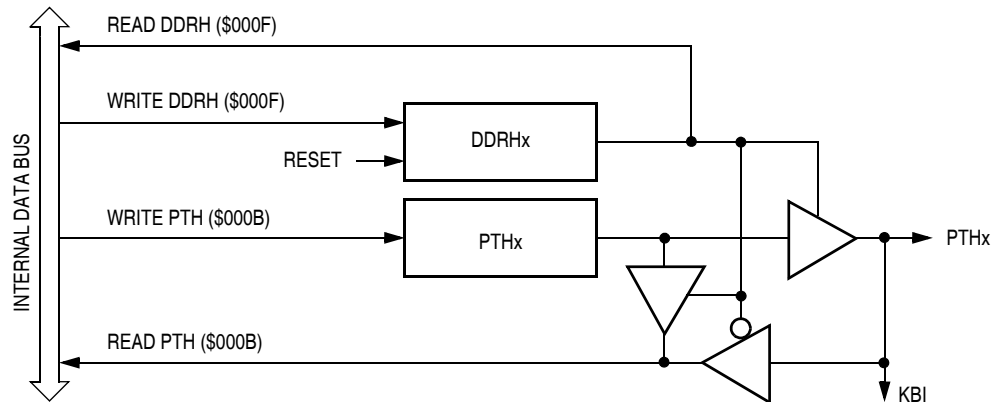 READ DDRH ($000F)
WRITE DDRH ($000F)
DDRHx
RESET
INTERNAL DATA BUS
WRITE PTH ($000B)
PTHx
PTHx
READ PTH ($000B)
KBI